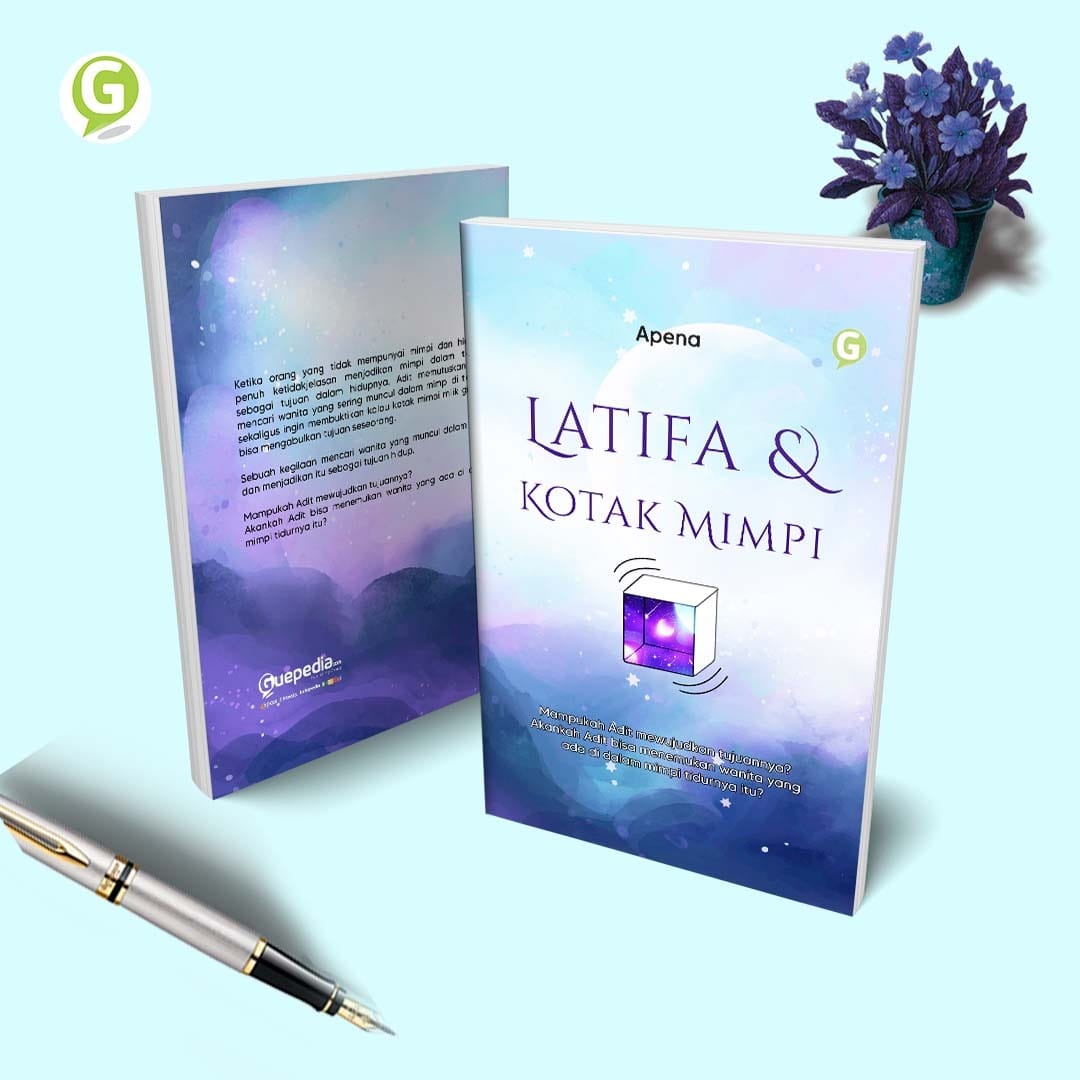 G
Ketika orang yang tidak mempunyai mimpi dan
penuh ketidakjelasan menjadikan mimpi dalam
sebagai tujuan dalam hidupnya. Adit memutuskan
mencari wanita yang sering muncul dalam mimp di
sekaligus ingin membuktikan kalau kotak mimpi milik
bisa mengabulkan tujuan seseorang.
Sebuah kegilaan mencari wanita yang muncul dalam
dan menjadikan itu sebagai tujuan hidup.
Mampukah Adit mewujudkan tujuannya?
Akankah Adit bisa menemukan wanita yang ada di
mimpi tidurnya itu?
Guepedia.com
Apena
G
LATIFA &
KOTAK MIMPI
Mampukah Adit mewujudkan tujuannya?
Akankah Adit bisa menemukan wanita yang
ada di dalam mimpi tidurnya itu?